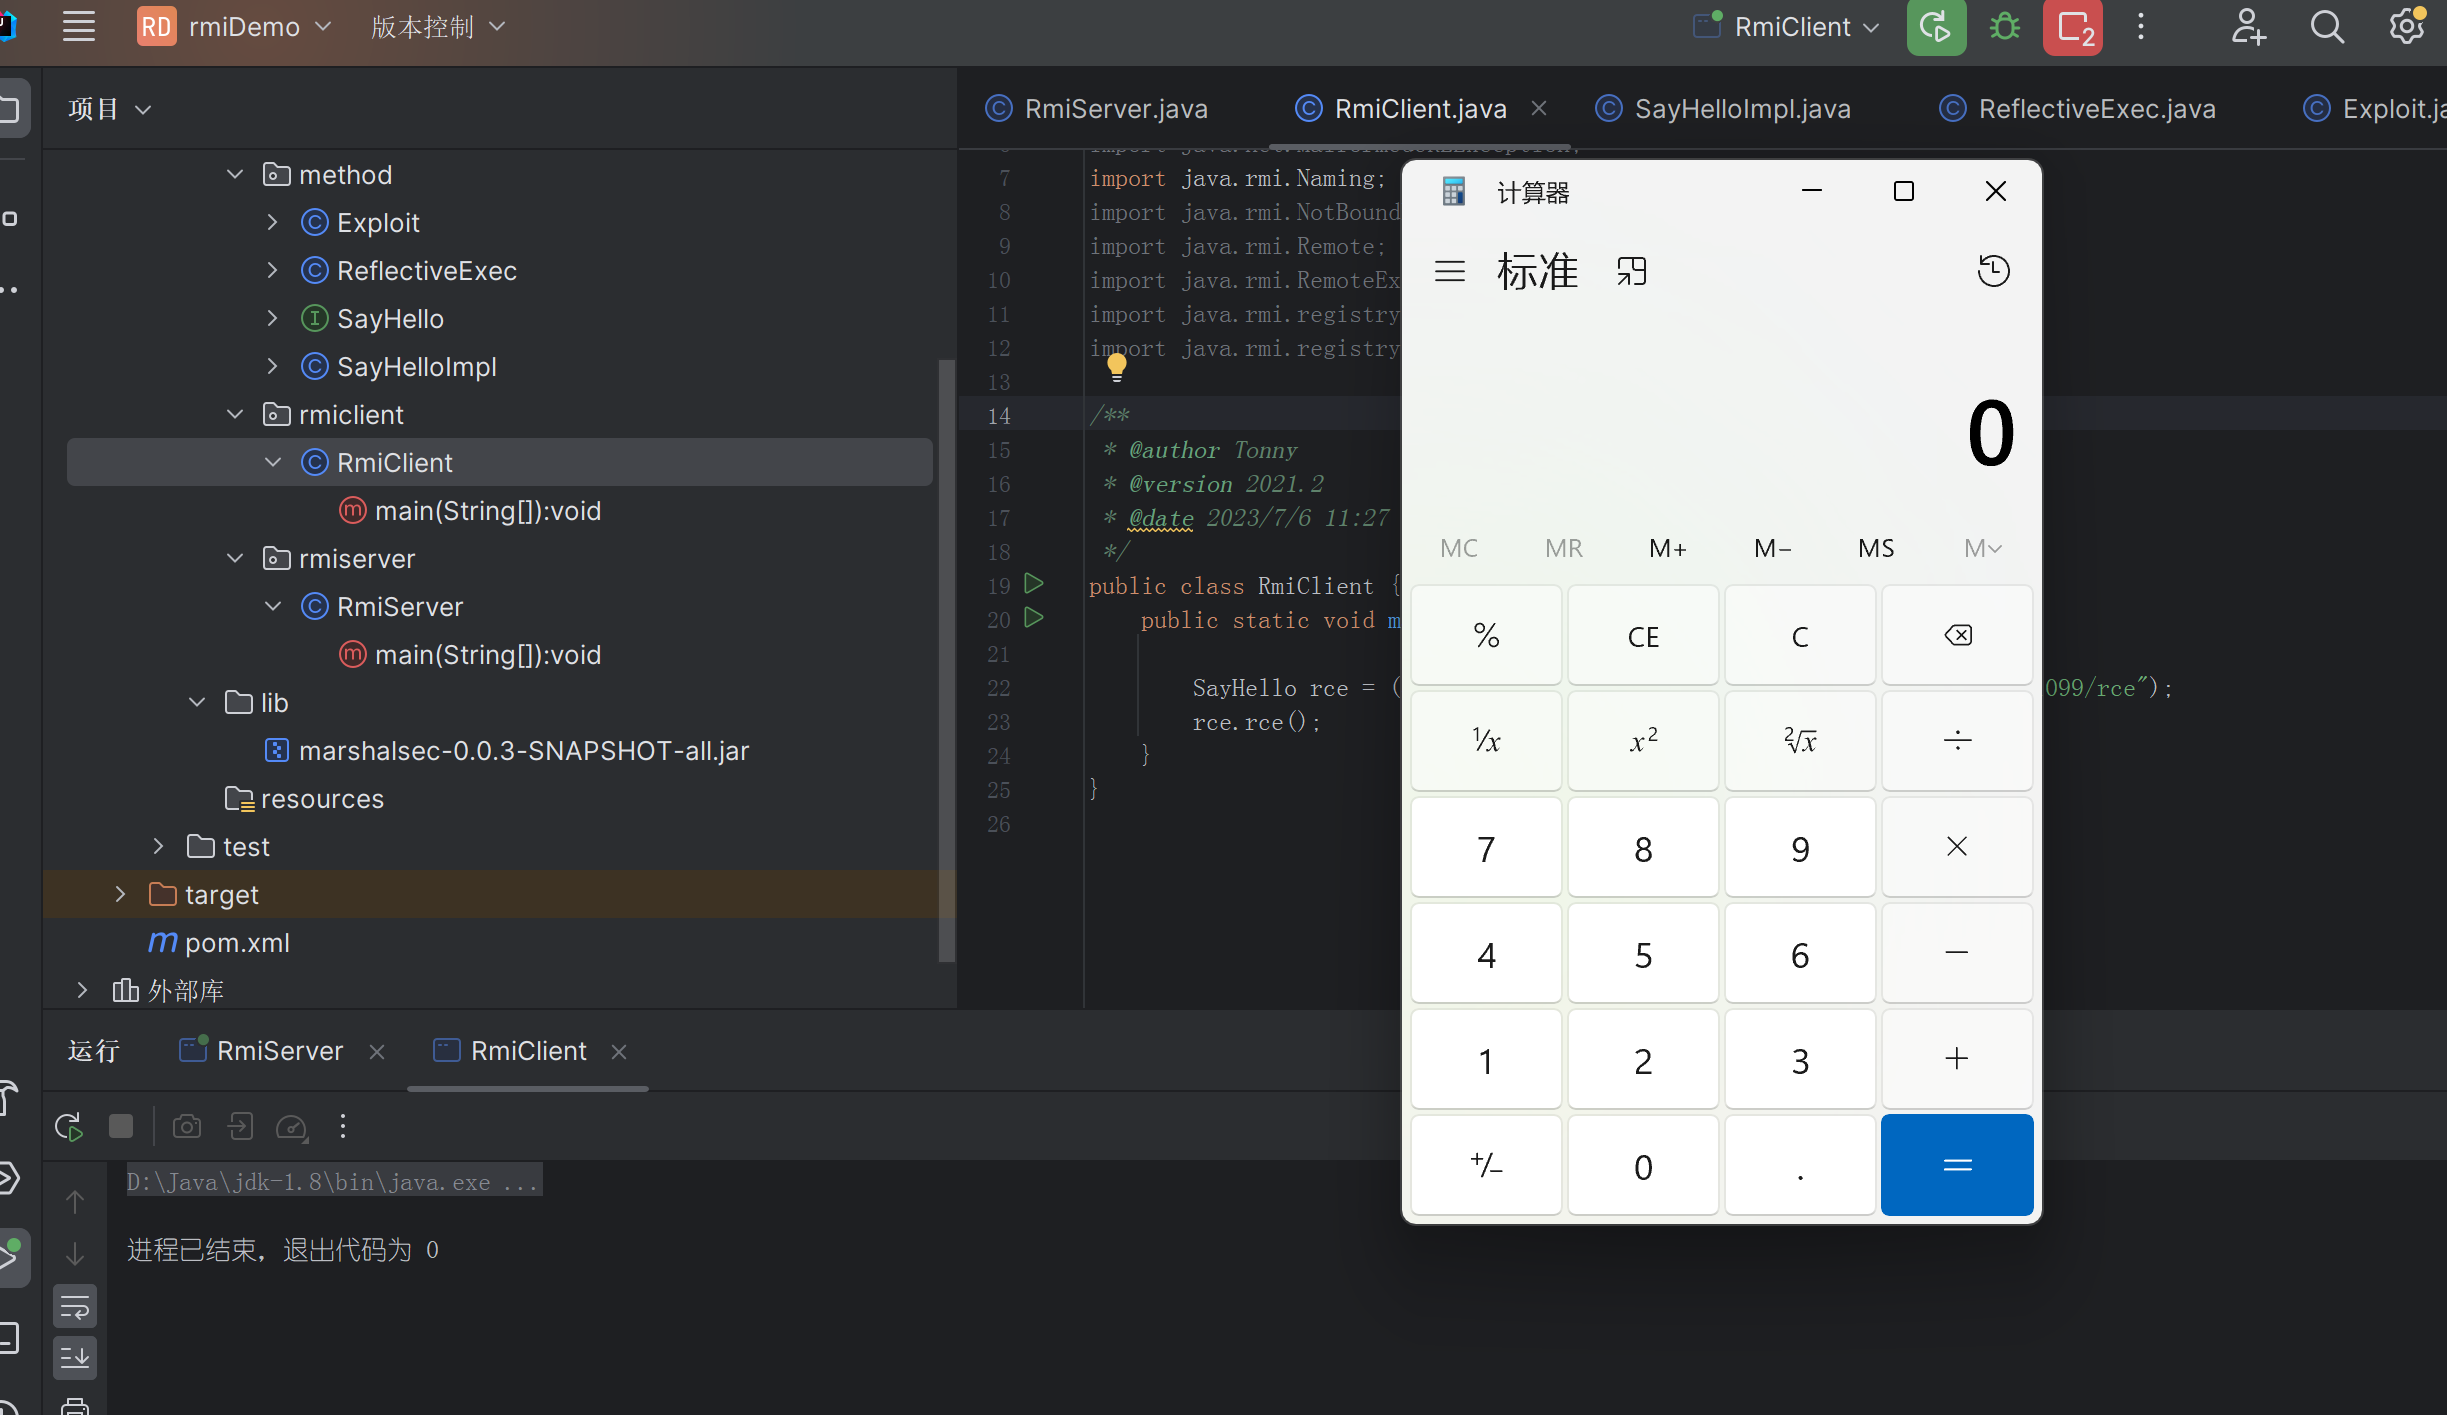 RD rmiDemo 版本控制 RmiClient 2
项目
RmiServer.java RmiClient.java SayHelloImpl.java ReflectiveExec.java Exploit.ja
method
Exploit
ReflectiveExec
SayHello
SayHelloImpl
rmiclient
RmiClient
main(String[]):void
rmiserver
RmiServer
main(String[]):void
lib
marshalsec-0.0.3-SNAPSHOT-all.jar
resources
test
target
m pom.xml
外部库
7 import java.rmi.Naming;
8 import java.rmi.NotBound
9 import java.rmi.Remote;
10 import java.rmi.RemoteEx
11 import java.rmi.registry
12 import java.rmi.registry
13
14 /**
15 * @author Tonny
16 * @version 2021.2
17 * @date 2023/7/6 11:27
18 */
19 public class RmiClient {
20 public static void m
21
22 SayHello rce = ( 099/rce");
23 rce.rce();
24 }
25 }
26
计算器
标准
0
MC MR M+ M- MS M
% CE C
¹/x x² ²√x ÷
7 8 9 ×
4 5 6 −
1 2 3 +
+/− 0 . =
运行 RmiServer RmiClient
D:\Java\jdk-1.8\bin\java.exe ...
进程已结束，退出代码为 0